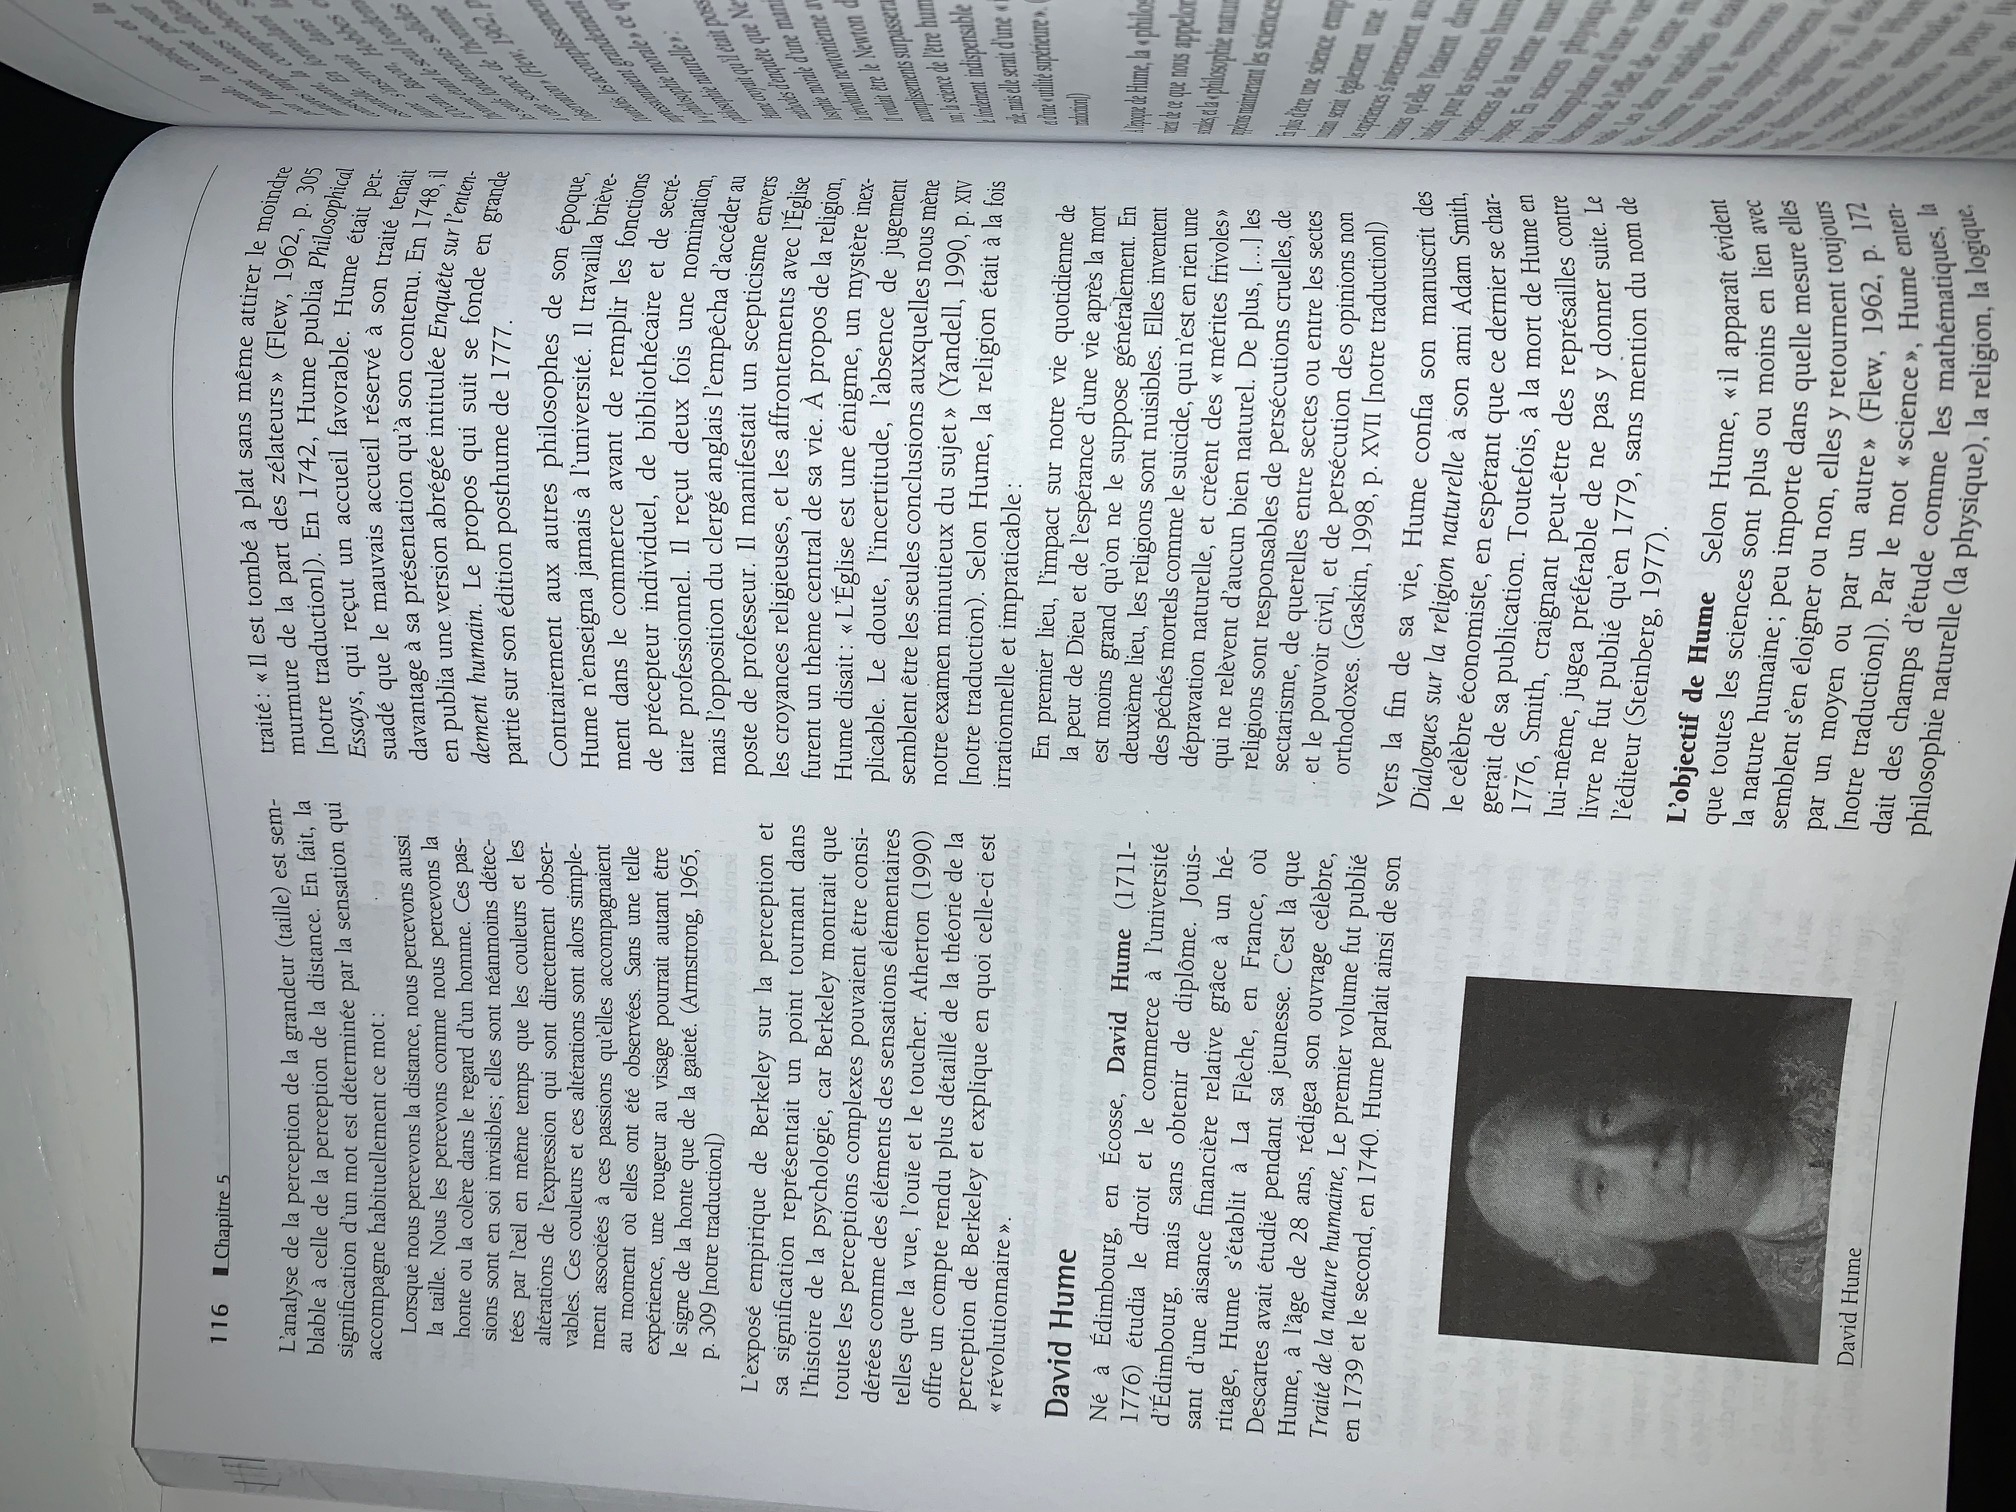 116 Chapitre 5
L'analyse de la perception de la grandeur (taille) est sem-
blable à celle de la perception de la distance. En fait, la
signification d'un mot est déterminée par la sensation qui
accompagne habituellement ce mot :
Lorsque nous percevons la distance, nous percevons aussi
la taille. Nous les percevons comme nous percevons la
honte ou la colère dans le regard d'un homme. Ces pas-
sions sont en soi invisibles; elles sont néanmoins détec-
tées par l'œil en même temps que les couleurs et les
altérations de l'expression qui sont directement obser-
vables. Ces couleurs et ces altérations sont alors simple-
ment associées à ces passions qu'elles accompagnaient
au moment où elles ont été observées. Sans une telle
expérience, une rougeur au visage pourrait autant être
le signe de la honte que de la gaieté. (Armstrong, 1965,
p. 309 [notre traduction])
L'exposé empirique de Berkeley sur la perception et
sa signification représentait un point tournant dans
l'histoire de la psychologie, car Berkeley montrait que
toutes les perceptions complexes pouvaient être consi-
dérées comme des éléments des sensations élémentaires
telles que la vue, l'ouïe et le toucher. Atherton (1990)
offre un compte rendu plus détaillé de la théorie de la
perception de Berkeley et explique en quoi celle-ci est
« révolutionnaire ».
David Hume
Né à Édimbourg, en Écosse, David Hume (1711-
1776) étudia le droit et le commerce à l'université
d'Édimbourg, mais sans obtenir de diplôme. Jouis-
sant d'une aisance financière relative grâce à un hé-
ritage, Hume s'établit à La Flèche, en France, où
Descartes avait étudié pendant sa jeunesse. C'est là que
Hume, à l'âge de 28 ans, rédigea son ouvrage célèbre,
Traité de la nature humaine, Le premier volume fut publié
en 1739 et le second, en 1740. Hume parlait ainsi de son
David Hume
traité : « Il est tombé à plat sans même attirer le moindre
murmure de la part des zélateurs » (Flew, 1962, p. 305
[notre traduction]). En 1742, Hume publia Philosophical
Essays, qui reçut un accueil favorable. Hume était per-
suadé que le mauvais accueil réservé à son traité tenait
davantage à sa présentation qu'à son contenu. En 1748, il
en publia une version abrégée intitulée Enquête sur l'enten-
dement humain. Le propos qui suit se fonde en grande
partie sur son édition posthume de 1777.
Contrairement aux autres philosophes de son époque,
Hume n'enseigna jamais à l'université. Il travailla briève-
ment dans le commerce avant de remplir les fonctions
de précepteur individuel, de bibliothécaire et de secré-
taire professionnel. Il reçut deux fois une nomination,
mais l'opposition du clergé anglais l'empêcha d'accéder au
poste de professeur. Il manifestait un scepticisme envers
les croyances religieuses, et les affrontements avec l'Église
furent un thème central de sa vie. À propos de la religion,
Hume disait : « L'Église est une énigme, un mystère inex-
plicable. Le doute, l'incertitude, l'absence de jugement
semblent être les seules conclusions auxquelles nous mène
notre examen minutieux du sujet » (Yandell, 1990, p. XIV
[notre traduction). Selon Hume, la religion était à la fois
irrationnelle et impraticable :
En premier lieu, l'impact sur notre vie quotidienne de
la peur de Dieu et de l'espérance d'une vie après la mort
est moins grand qu'on ne le suppose généralement. En
deuxième lieu, les religions sont nuisibles. Elles inventent
des péchés mortels comme le suicide, qui n'est en rien une
dépravation naturelle, et créent des « mérites frivoles »
qui ne relèvent d'aucun bien naturel. De plus, [...] les
religions sont responsables de persécutions cruelles, de
sectarisme, de querelles entre sectes ou entre les sectes
et le pouvoir civil, et de persécution des opinions non
orthodoxes. (Gaskin, 1998, p. XVII [notre traduction])
Vers la fin de sa vie, Hume confia son manuscrit des
Dialogues sur la religion naturelle à son ami Adam Smith,
le célèbre économiste, en espérant que ce dernier se char-
gerait de sa publication. Toutefois, à la mort de Hume en
1776, Smith, craignant peut-être des représailles contre
lui-même, jugea préférable de ne pas y donner suite. Le
livre ne fut publié qu'en 1779, sans mention du nom de
l'éditeur (Steinberg, 1977).
L'objectif de Hume Selon Hume, « il apparaît évident
que toutes les sciences sont plus ou moins en lien avec
la nature humaine ; peu importe dans quelle mesure elles
semblent s'en éloigner ou non, elles y retournent toujours
par un moyen ou par un autre » (Flew, 1962, p. 172
[notre traduction]). Par le mot « science », Hume enten-
dait des champs d'étude comme les mathématiques, la
philosophie naturelle (la physique), la religion, la logique,